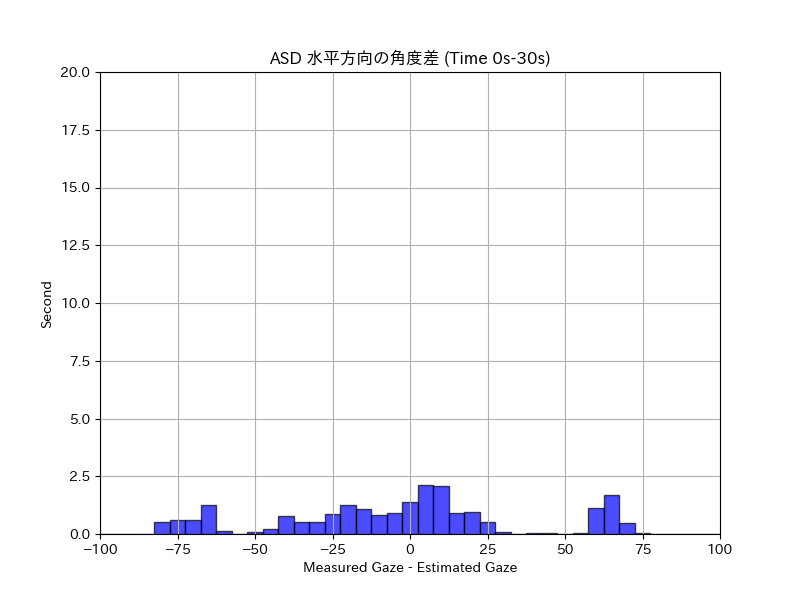 ASD 水平方向の角度差 (Time 0s-30s)
20.0
17.5
15.0
12.5
10.0
7.5
5.0
2.5
0.0
Second
−100 −75 −50 −25 0 25 50 75 100
Measured Gaze - Estimated Gaze